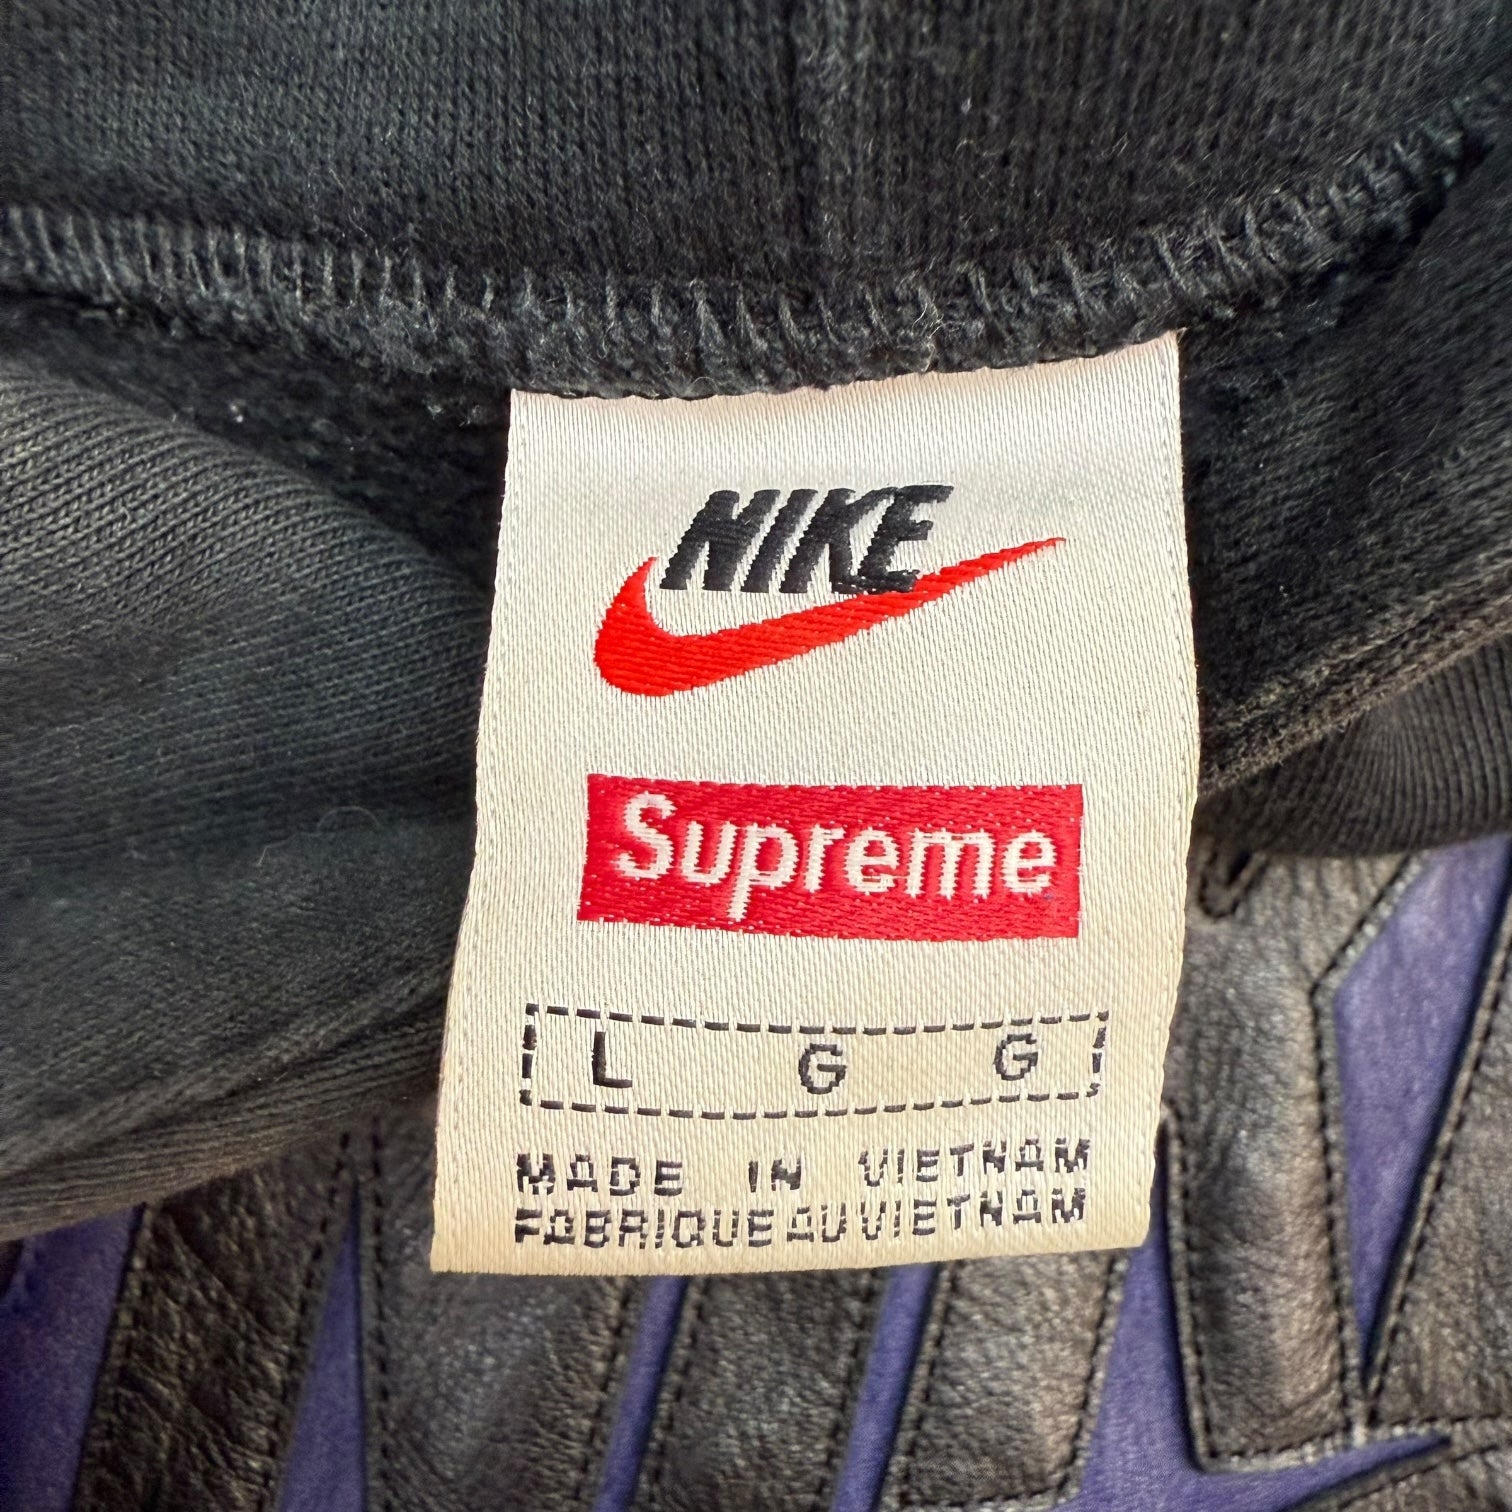 NIKE
Supreme
L G G
MADE IN VIETNAM
FABRIQUE AU VIETNAM